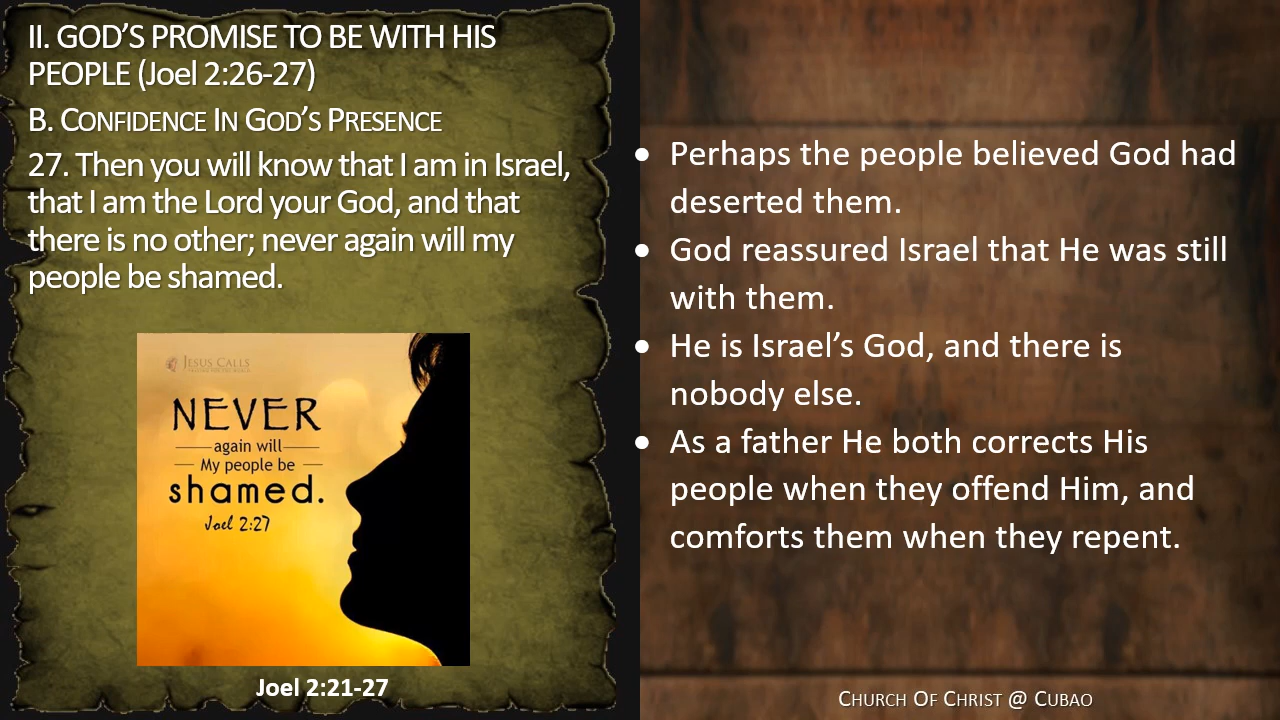 II. GOD’S PROMISE TO BE WITH HIS
PEOPLE (Joel 2:26-27)
B. CONFIDENCE IN GOD’S PRESENCE
27. Then you will know that I am in Israel,
that I am the Lord your God, and that
there is no other; never again will my
people be shamed.
JESUS CALLS
NEVER
again will
My people be
shamed.
Joel 2:27
Joel 2:21-27
• Perhaps the people believed God had
deserted them.
• God reassured Israel that He was still
with them.
• He is Israel’s God, and there is
nobody else.
• As a father He both corrects His
people when they offend Him, and
comforts them when they repent.
CHURCH OF CHRIST @ CUBAO